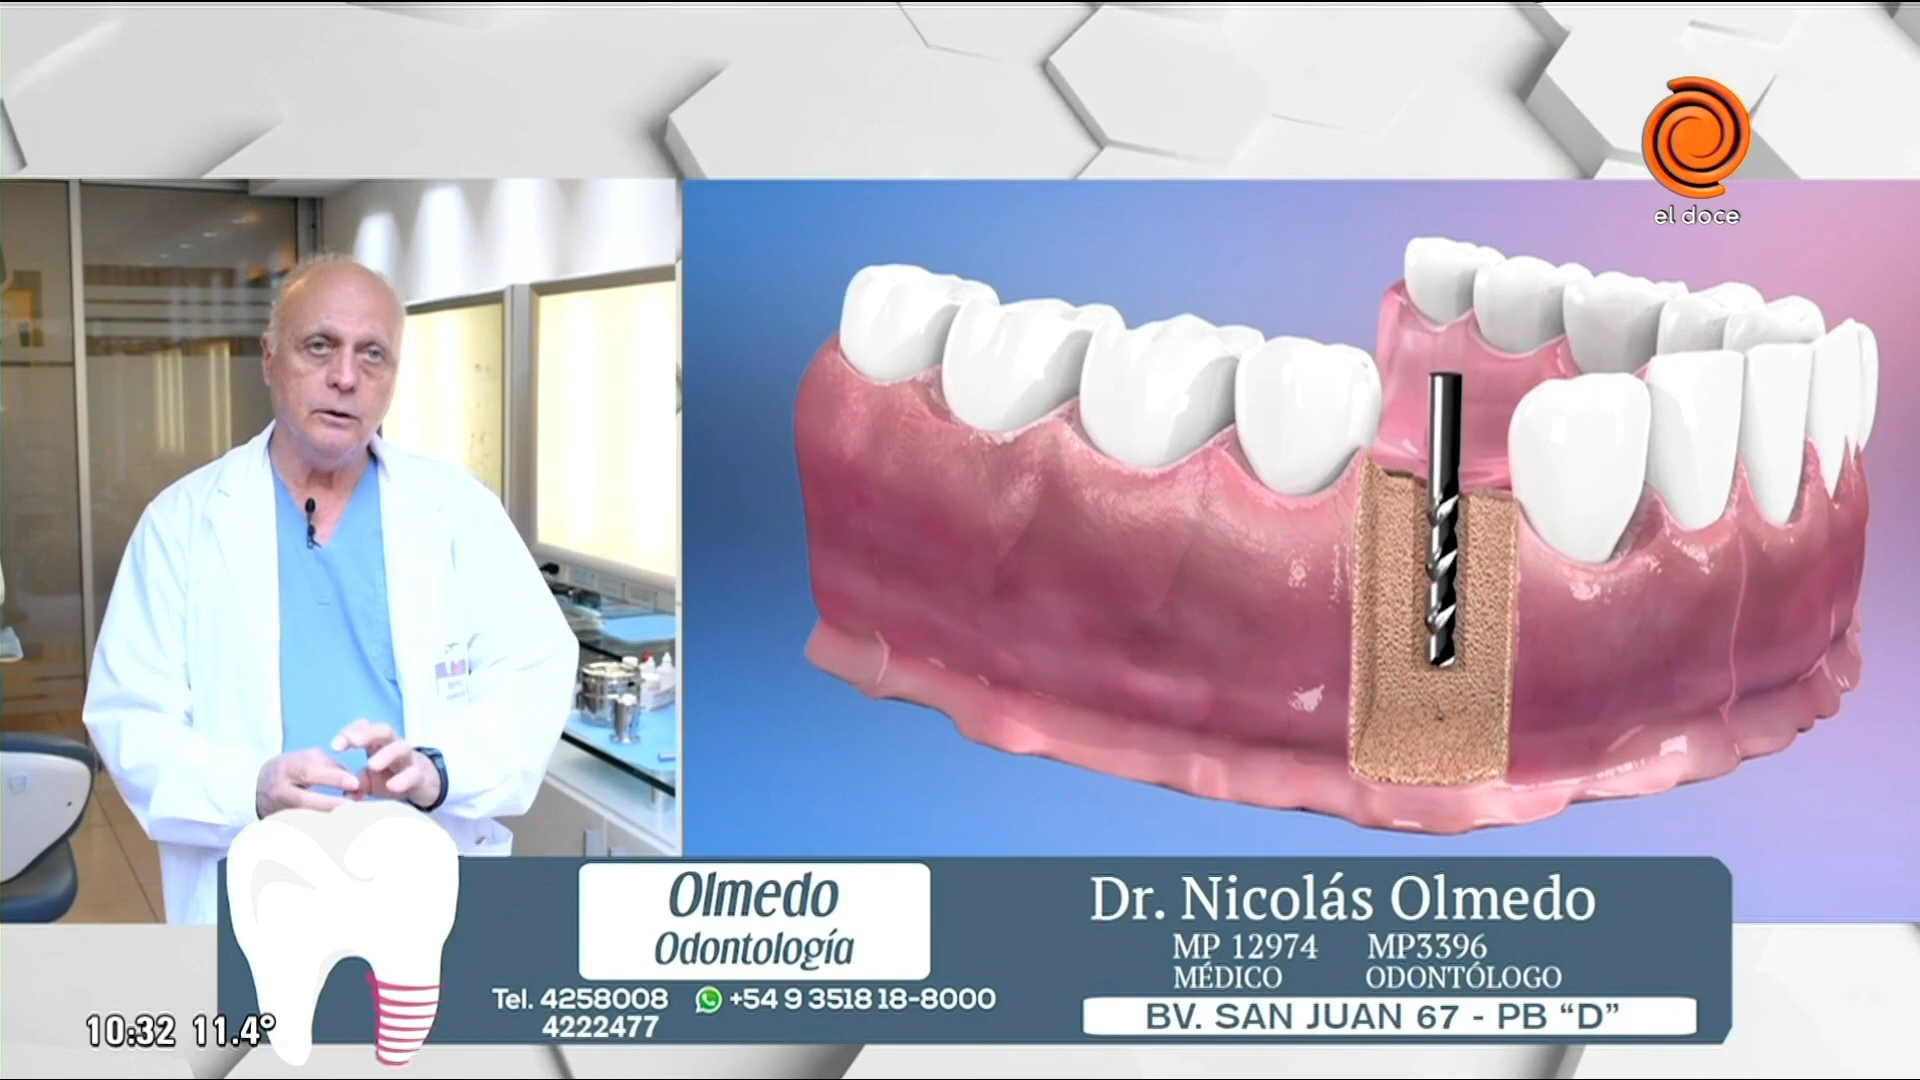 el doce
Olmedo
Odontología
Tel. 4258008 +54 9 3518 18-8000
4222477
Dr. Nicolás Olmedo
MP 12974 MP3396
MÉDICO ODONTÓLOGO
BV. SAN JUAN 67 - PB “D”
10:32 11.4°